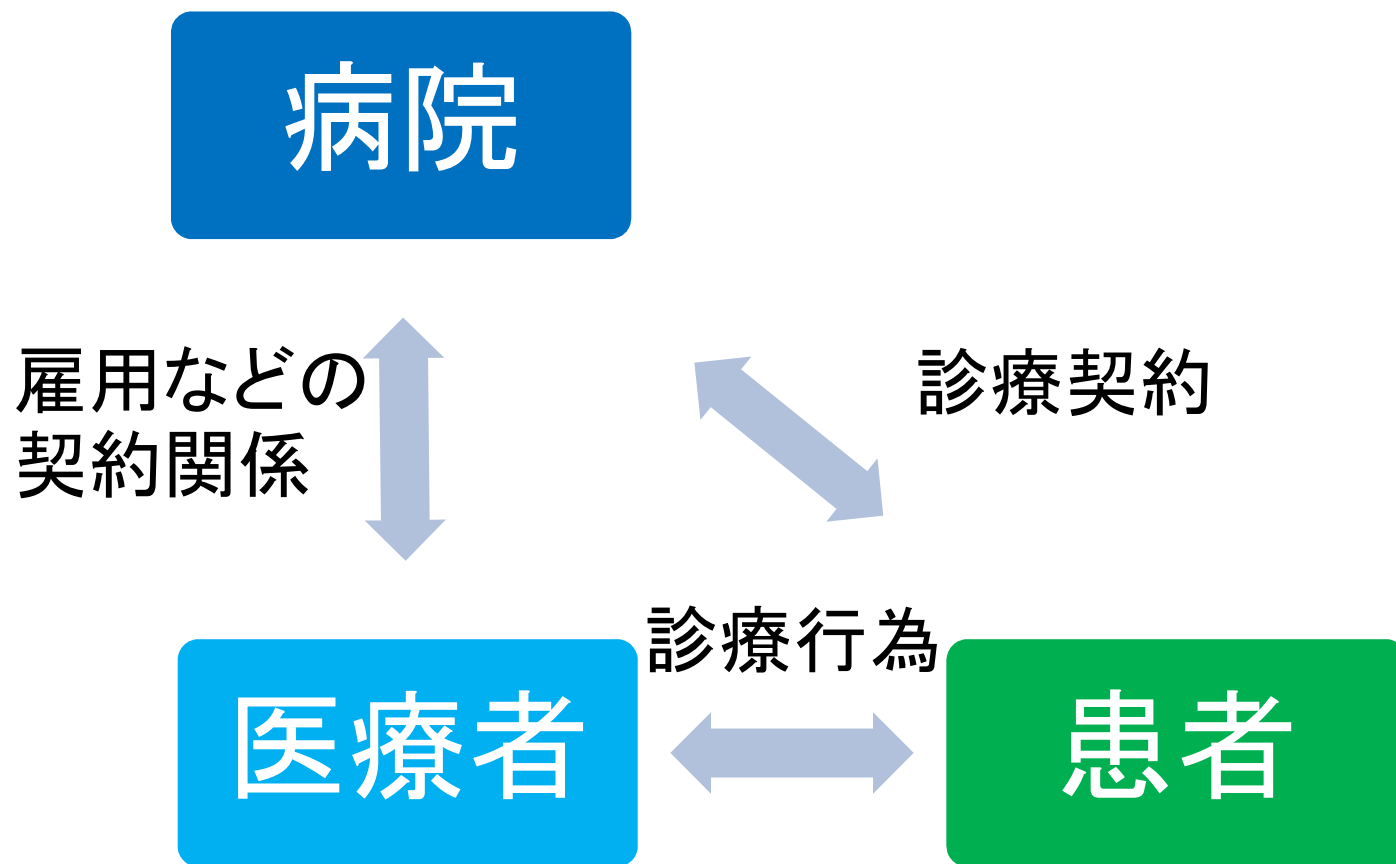 病院
雇用などの
契約関係
診療契約
診療行為
医療者
患者